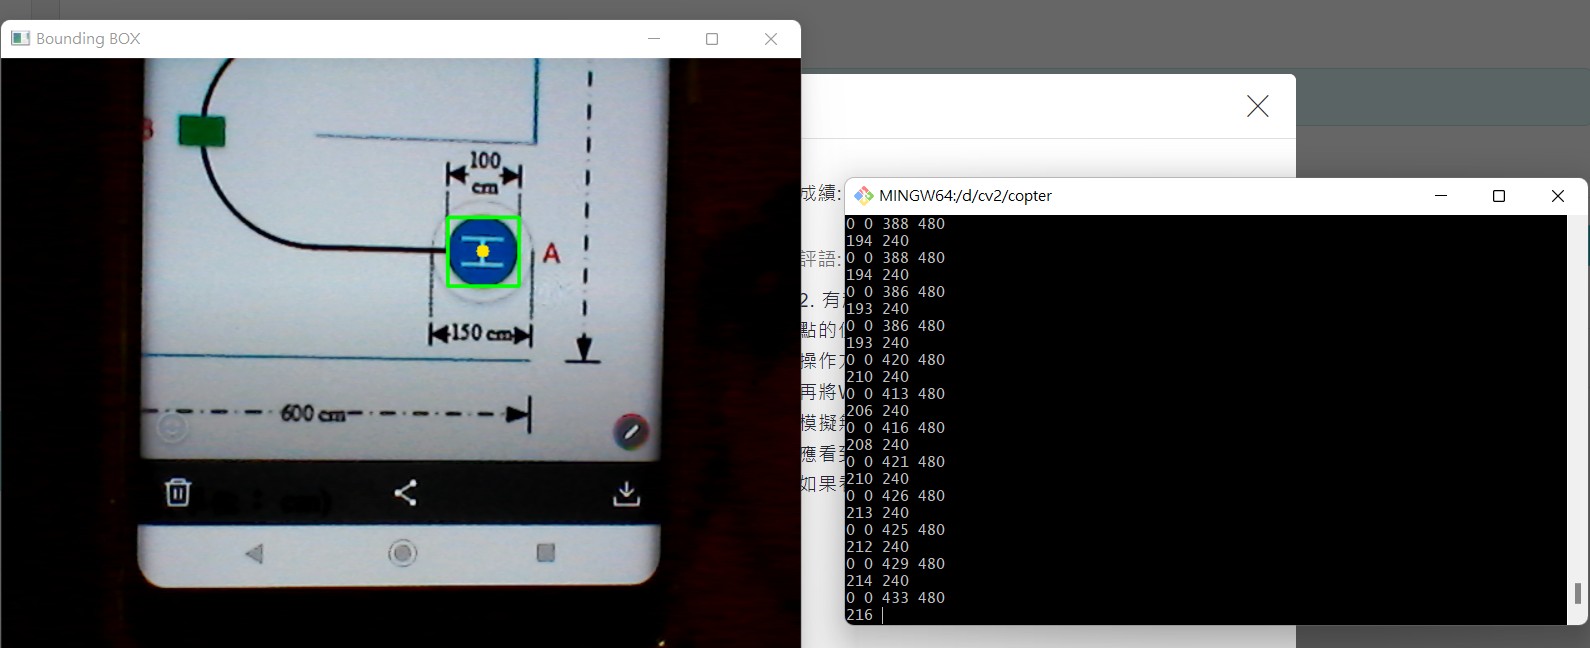 Bounding BOX
B
100
cm
A
150 cm
600 cm
: cm)
成績:
評語:
2. 有
點的
操作
再將
模擬
應看
如果
MINGW64:/d/cv2/copter
0 0 388 480
194 240
0 0 388 480
194 240
0 0 386 480
193 240
0 0 386 480
193 240
0 0 420 480
210 240
0 0 413 480
206 240
0 0 416 480
208 240
0 0 421 480
210 240
0 0 426 480
213 240
0 0 425 480
212 240
0 0 429 480
214 240
0 0 433 480
216